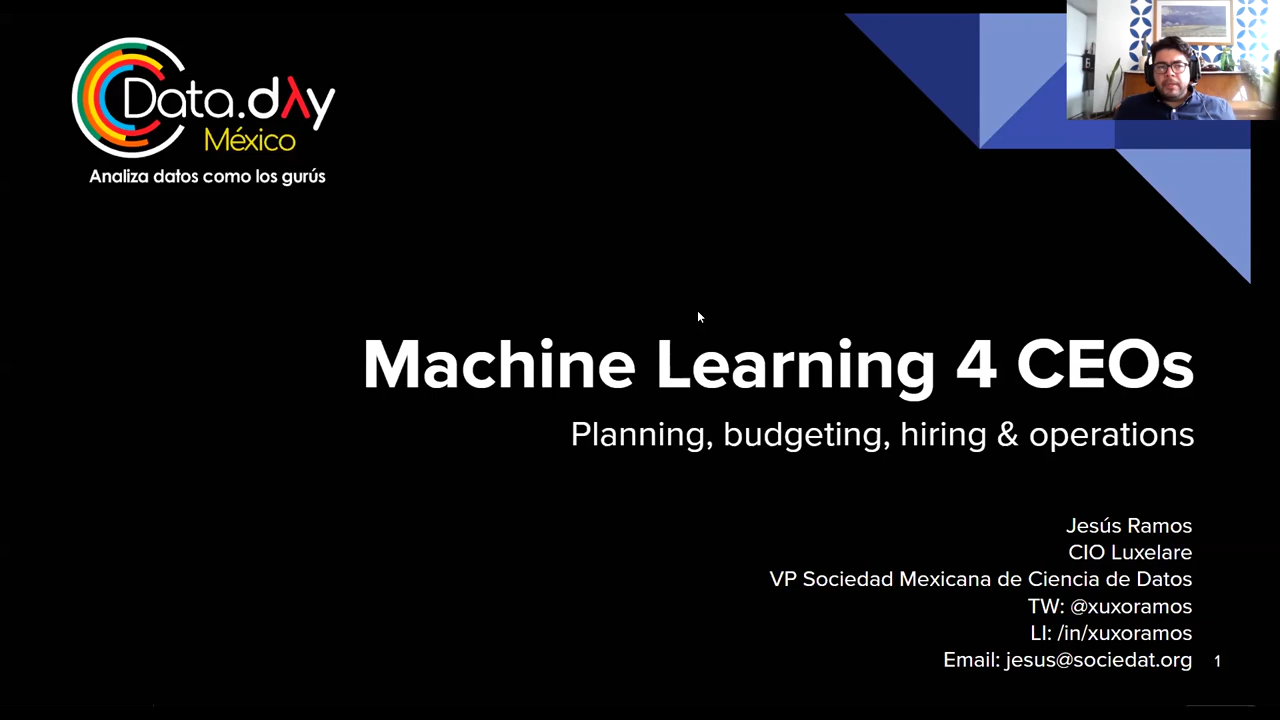 Data.dλy
México
Analiza datos como los gurús
Machine Learning 4 CEOs
Planning, budgeting, hiring & operations
Jesús Ramos
CIO Luxelare
VP Sociedad Mexicana de Ciencia de Datos
TW: @xuxoramos
LI: /in/xuxoramos
Email: jesus@sociedat.org
1